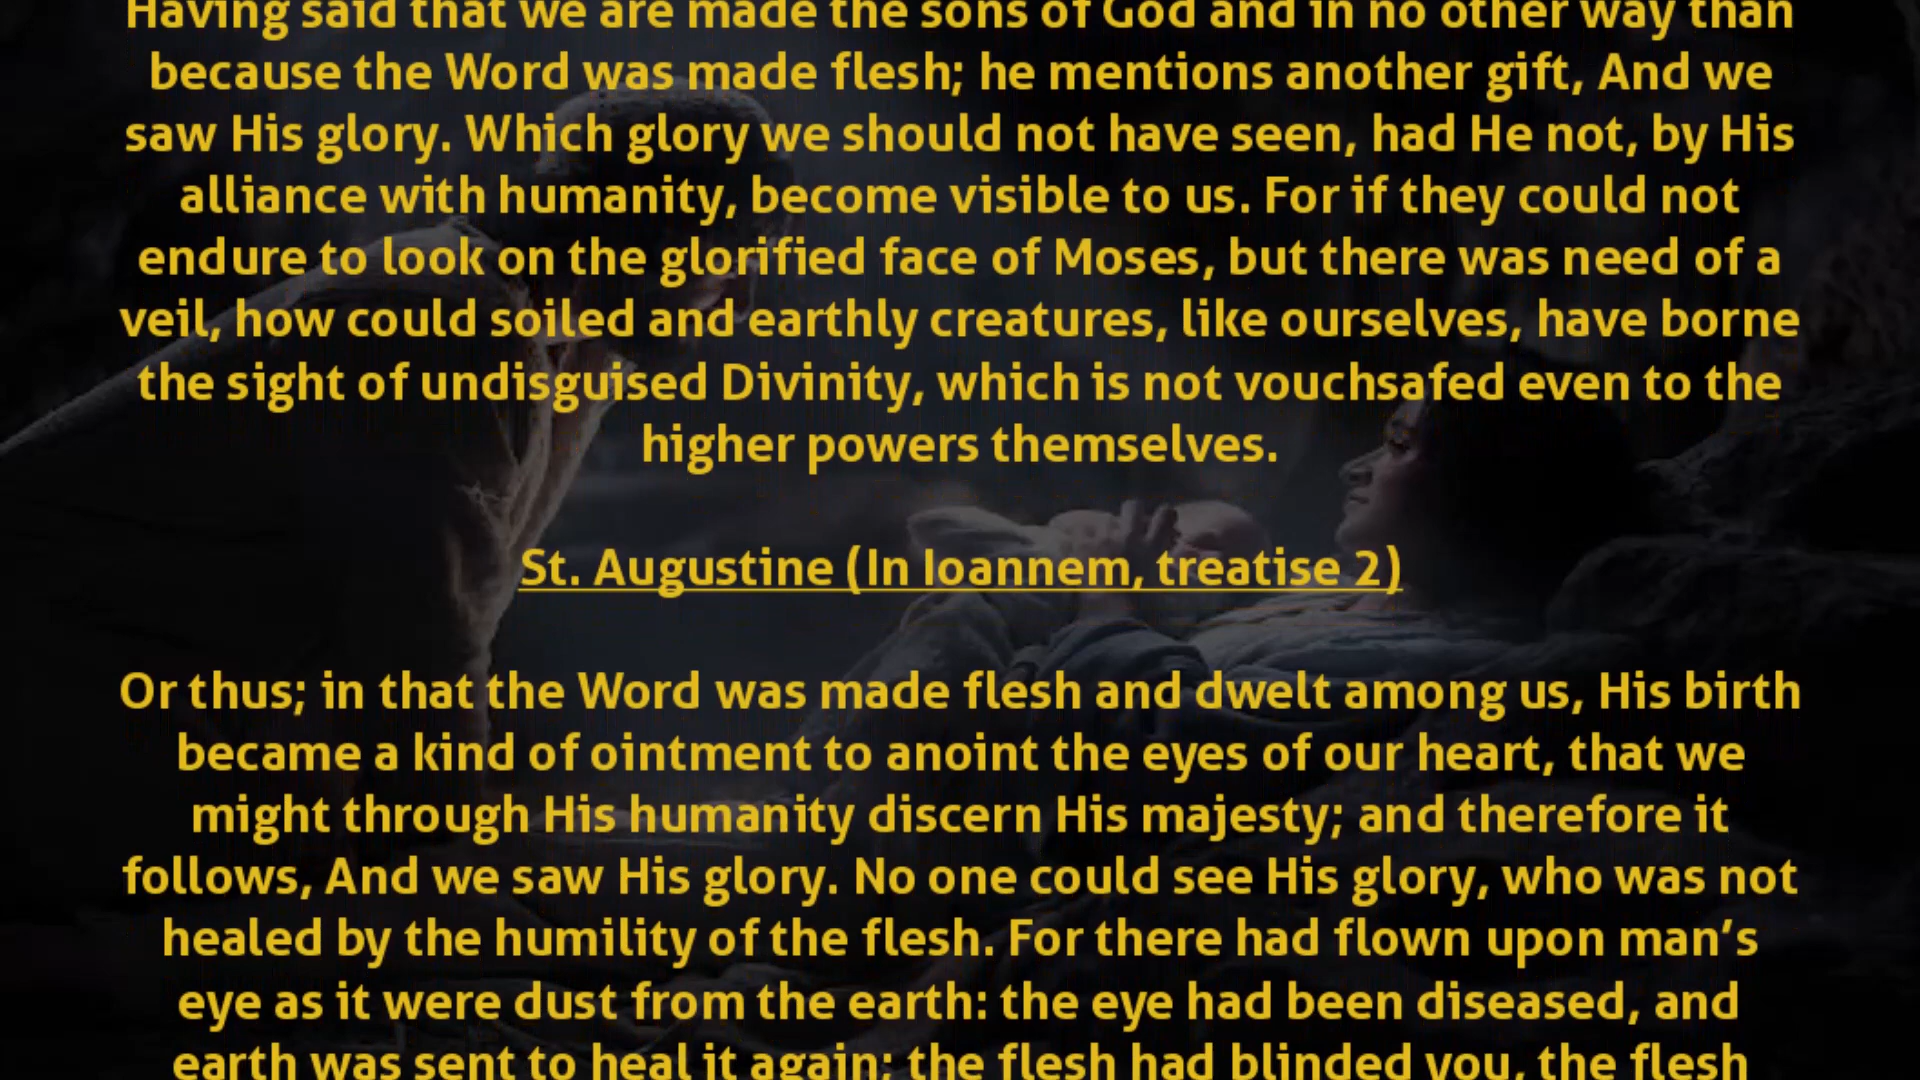 Having said that we are made the sons of God and in no other way than
because the Word was made flesh; he mentions another gift, And we
saw His glory. Which glory we should not have seen, had He not, by His
alliance with humanity, become visible to us. For if they could not
endure to look on the glorified face of Moses, but there was need of a
veil, how could soiled and earthly creatures, like ourselves, have borne
the sight of undisguised Divinity, which is not vouchsafed even to the
higher powers themselves.
St. Augustine (In Ioannem, treatise 2)
Or thus; in that the Word was made flesh and dwelt among us, His birth
became a kind of ointment to anoint the eyes of our heart, that we
might through His humanity discern His majesty; and therefore it
follows, And we saw His glory. No one could see His glory, who was not
healed by the humility of the flesh. For there had flown upon man’s
eye as it were dust from the earth: the eye had been diseased, and
earth was sent to heal it again; the flesh had blinded you, the flesh